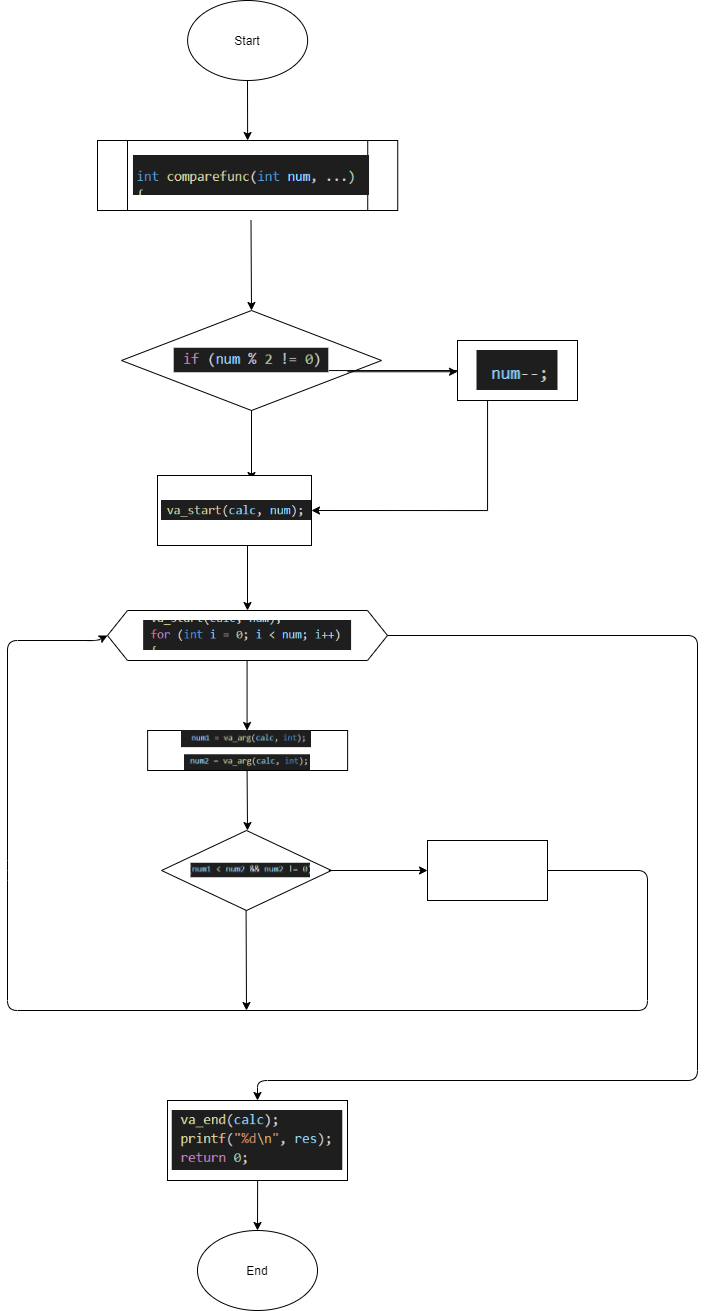 Start
int comparefunc(int num, ...)
{
if (num % 2 != 0)
num--;
va_start(calc, num);
va_start(calc, num);
for (int i = 0; i < num; i++)
{
num1 = va_arg(calc, int);
num2 = va_arg(calc, int);
num1 < num2 && num2 != 0
va_end(calc);
printf("%d\n", res);
return 0;
End